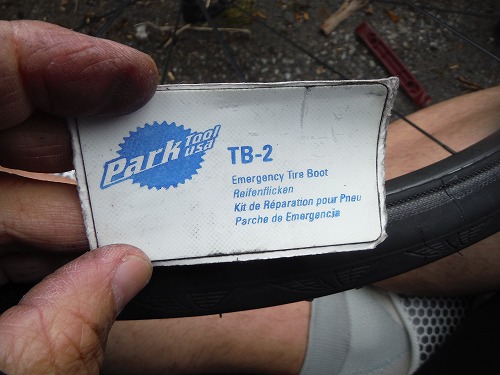 Park Tool usa
TB-2
Emergency Tire Boot
Reifenflicken
Kit de Réparation pour Pneu
Parche de Emergencia